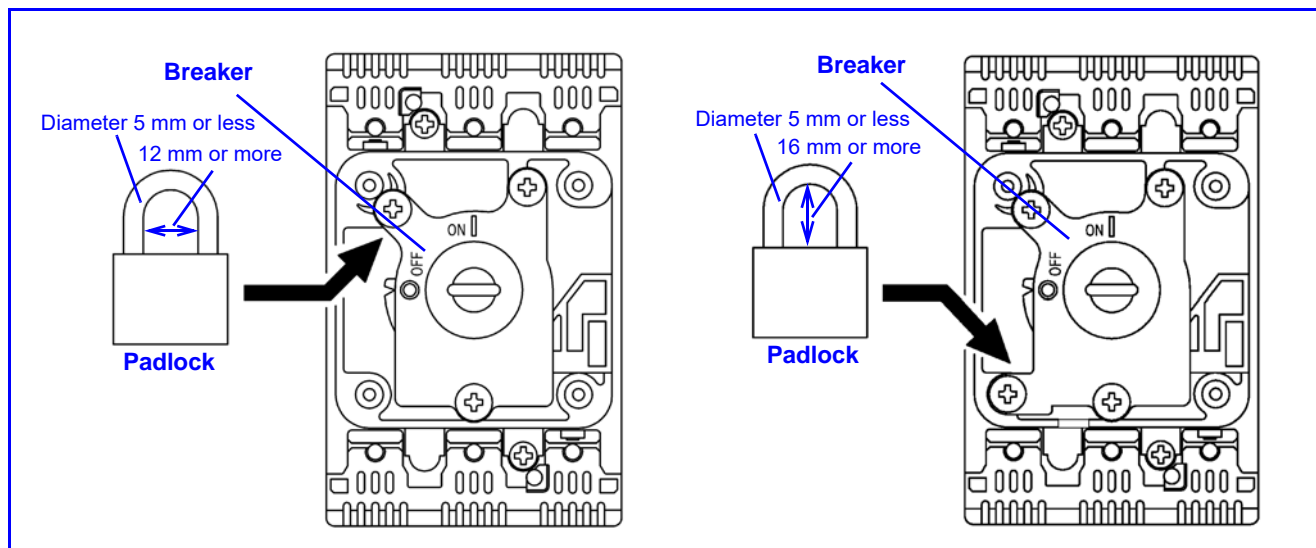 Breaker
Diameter 5 mm or less
12 mm or more
ON
OFF
Padlock
Breaker
Diameter 5 mm or less
16 mm or more
ON
OFF
Padlock